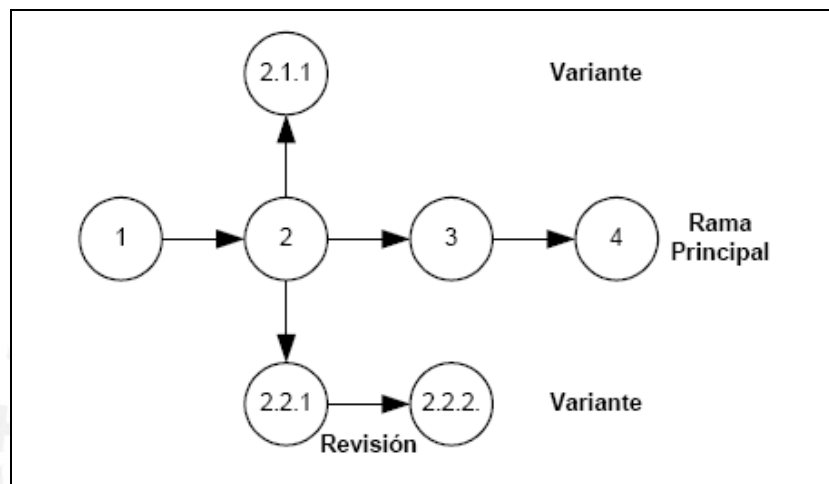 2.1.1 Variante
1 2 3 4 Rama
Principal
2.2.1 2.2.2. Variante
Revisión